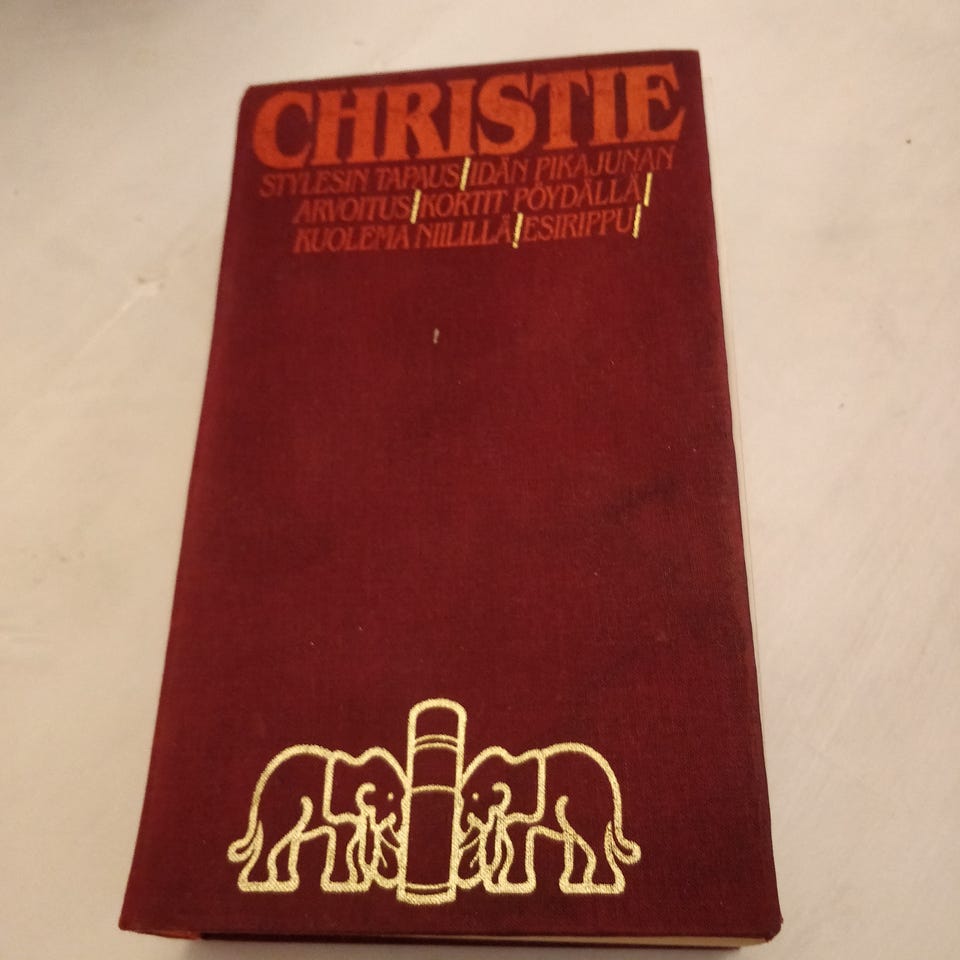 CHRISTIE
STYLESIN TAPAUS/IDÄN PIKAJUNAN
ARVOITUS/KORTIT PÖYDÄLLÄ/
KUOLEMA NIILILLÄ/ESIRIPPU/